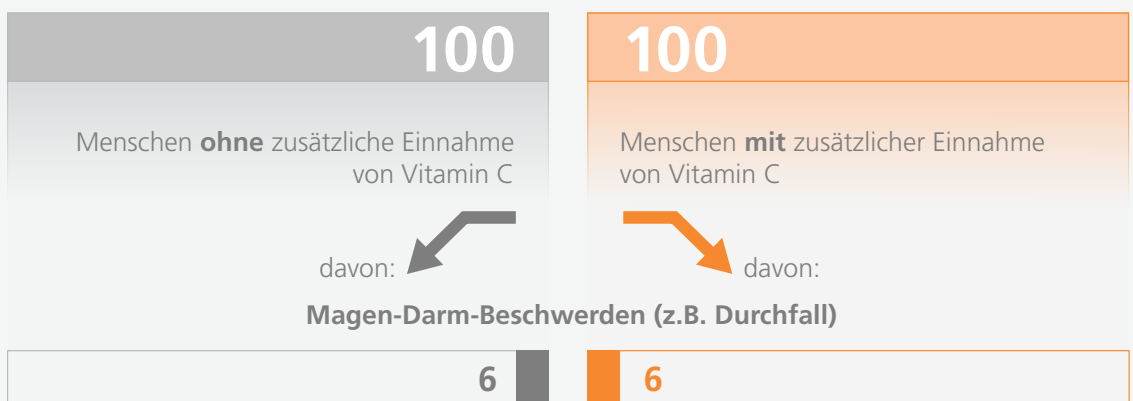 100
Menschen ohne zusätzliche Einnahme
von Vitamin C
davon:
100
Menschen mit zusätzlicher Einnahme
von Vitamin C
davon:
Magen-Darm-Beschwerden (z.B. Durchfall)
6
6